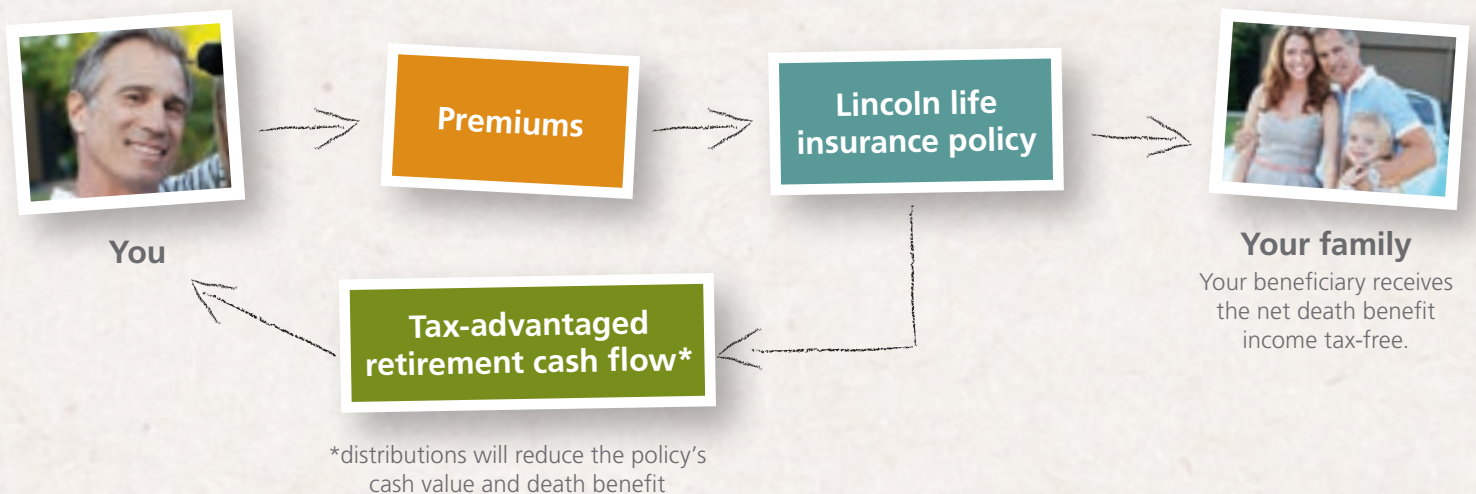 Premiums
Lincoln life
insurance policy
You
Your family
Your beneficiary receives
the net death benefit
income tax-free.
Tax-advantaged
retirement cash flow*
*distributions will reduce the policy’s
cash value and death benefit